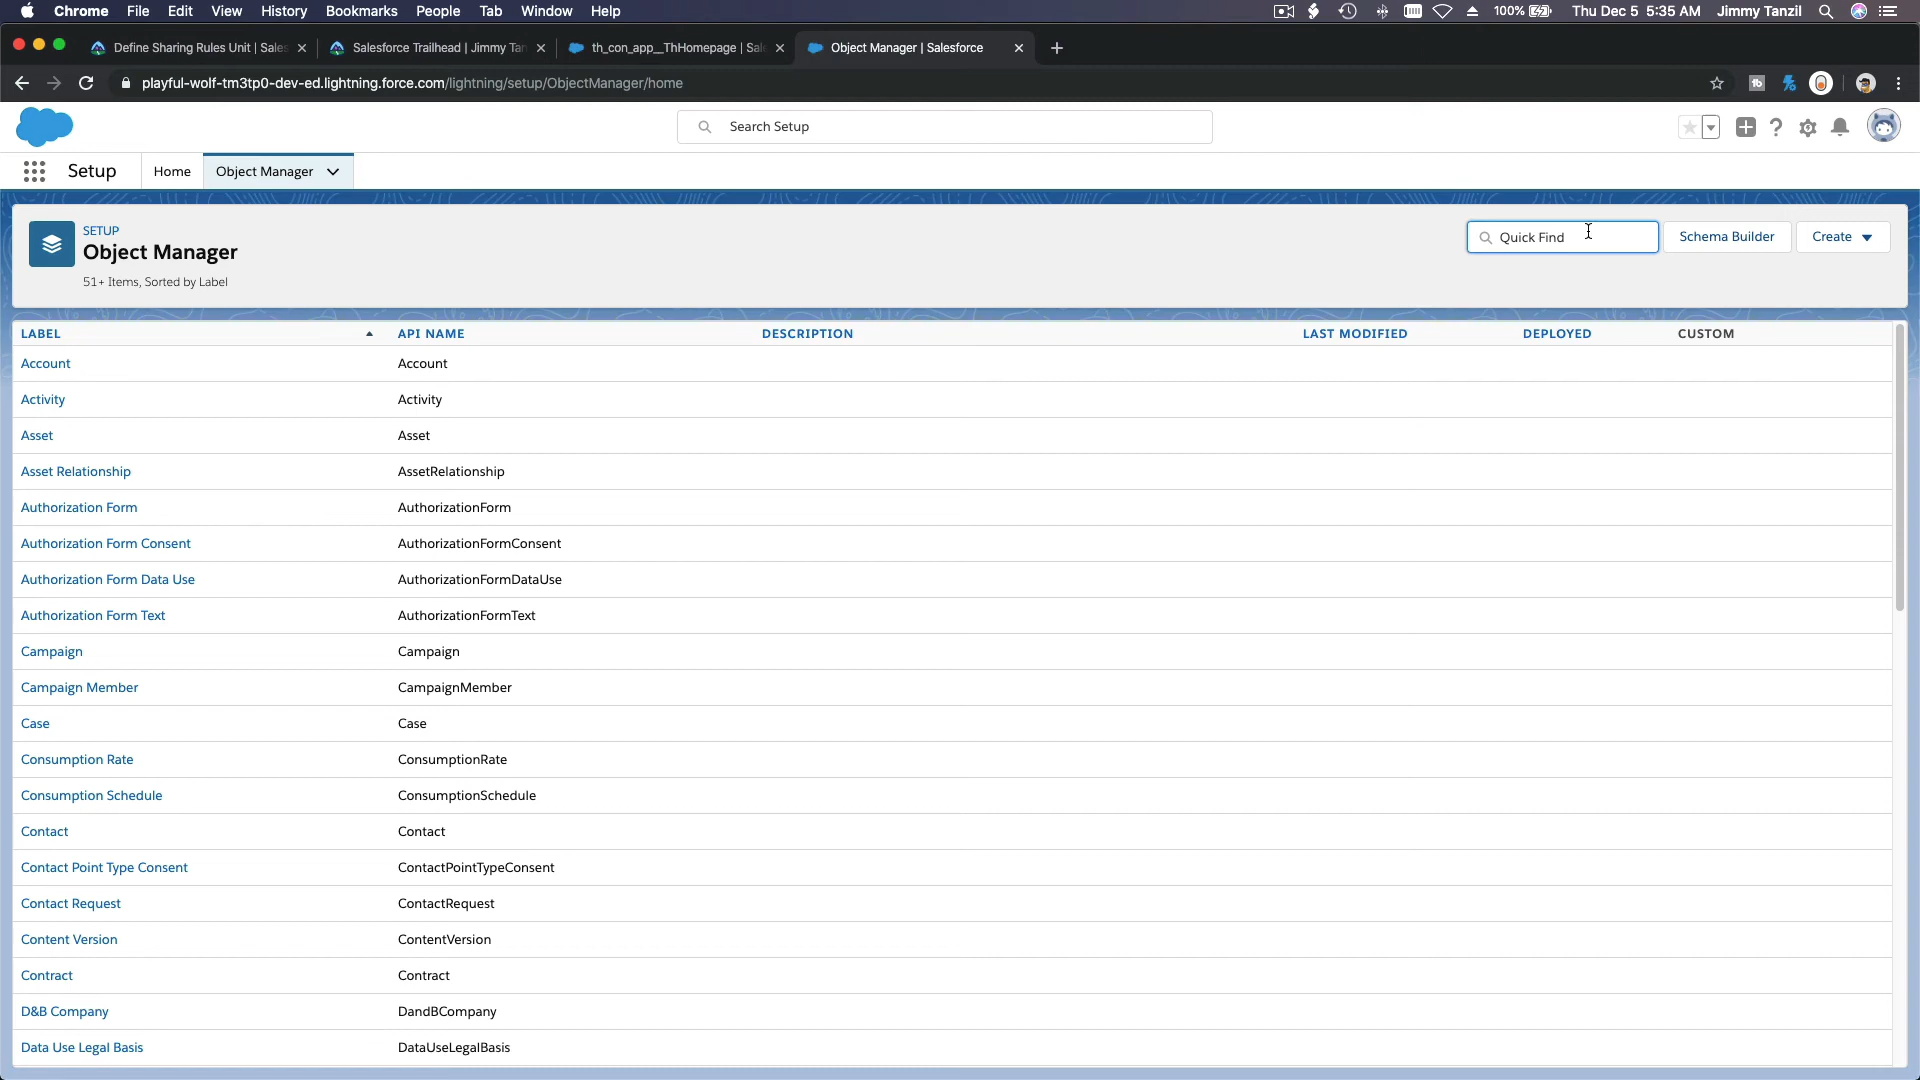 Chrome File Edit View History Bookmarks People Tab Window Help 100% Thu Dec 5 5:35 AM Jimmy Tanzil
Define Sharing Rules Unit | Sales Salesforce Trailhead | Jimmy Tan th_con_app__ThHomepage | Sal Object Manager | Salesforce
playful-wolf-tm3tp0-dev-ed.lightning.force.com/lightning/setup/ObjectManager/home
Search Setup
Setup Home Object Manager
SETUP
Object Manager
51+ Items, Sorted by Label
Quick Find Schema Builder Create
LABEL API NAME DESCRIPTION LAST MODIFIED DEPLOYED CUSTOM
Account Account
Activity Activity
Asset Asset
Asset Relationship AssetRelationship
Authorization Form AuthorizationForm
Authorization Form Consent AuthorizationFormConsent
Authorization Form Data Use AuthorizationFormDataUse
Authorization Form Text AuthorizationFormText
Campaign Campaign
Campaign Member CampaignMember
Case Case
Consumption Rate ConsumptionRate
Consumption Schedule ConsumptionSchedule
Contact Contact
Contact Point Type Consent ContactPointTypeConsent
Contact Request ContactRequest
Content Version ContentVersion
Contract Contract
D&B Company DandBCompany
Data Use Legal Basis DataUseLegalBasis